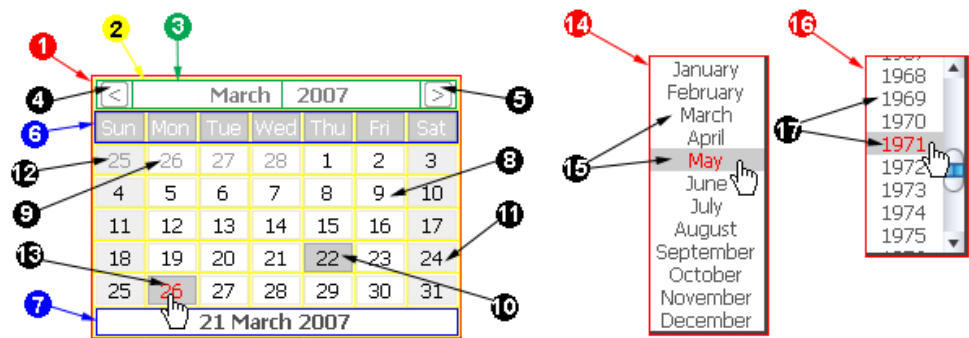 1 2 3 14 16
4 < March 2007 > 5
6 Sun Mon Tue Wed Thu Fri Sat
12 25 26 27 28 1 2 3 8
9 4 5 6 7 8 9 10
11 12 13 14 15 16 17 11
13 18 19 20 21 22 23 24
25 26 27 28 29 30 31 10
7 21 March 2007
January
February
March
April
15 May
June
July
August
September
October
November
December
1968
1969
1970
17 1971
1972
1973
1974
1975